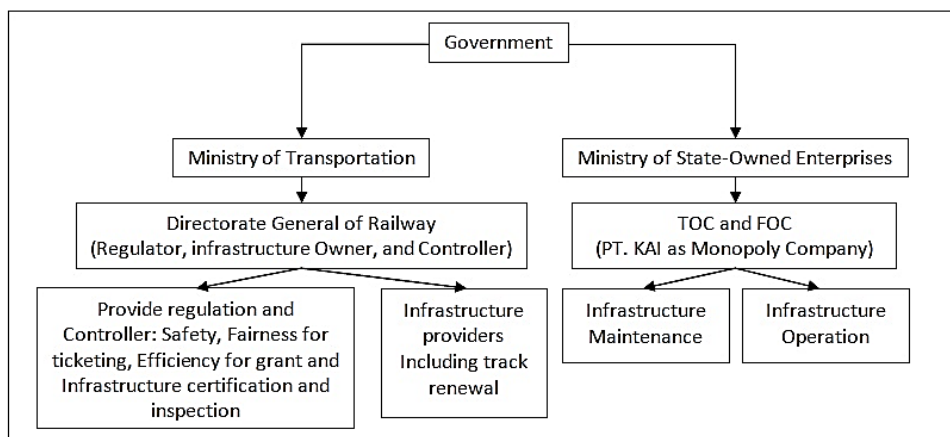 Government
Ministry of Transportation
Ministry of State-Owned Enterprises
Directorate General of Railway
(Regulator, infrastructure Owner, and Controller)
TOC and FOC
(PT. KAI as Monopoly Company)
Provide regulation and
Controller: Safety, Fairness for
ticketing, Efficiency for grant and
Infrastructure certification and
inspection
Infrastructure
providers
Including track
renewal
Infrastructure
Maintenance
Infrastructure
Operation